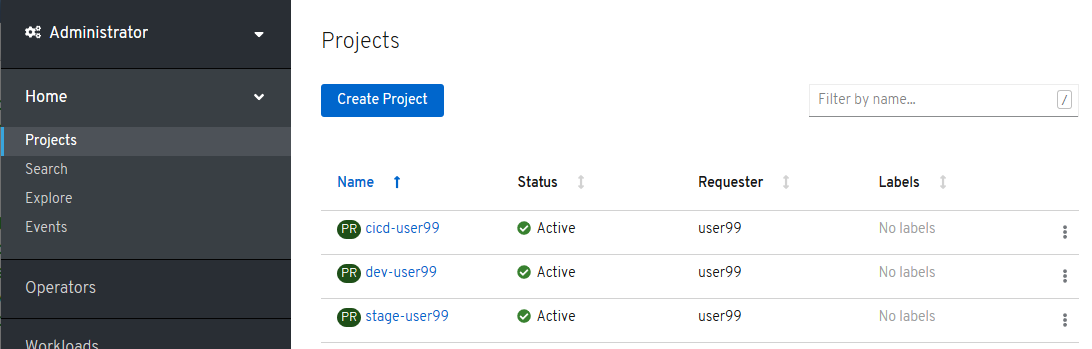 Administrator
Home
Projects
Search
Explore
Events
Operators
Workloads
Projects
Create Project
Filter by name...
/
Name Status Requester Labels
PR cicd-user99 Active user99 No labels
PR dev-user99 Active user99 No labels
PR stage-user99 Active user99 No labels